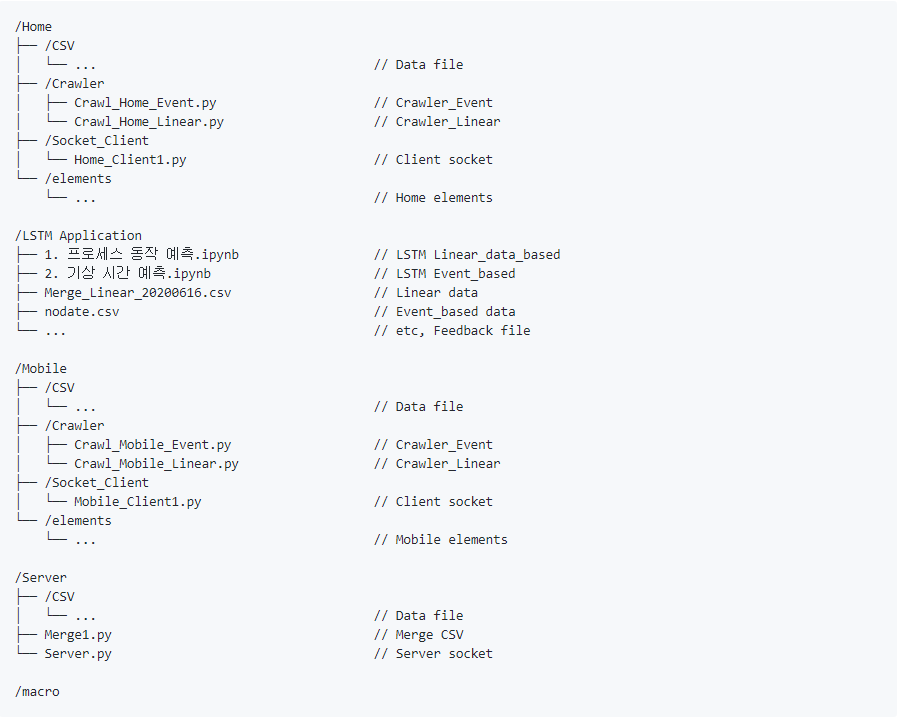 /Home
├── /CSV
│   └── ...                                     // Data file
├── /Crawler
│   ├── Crawl_Home_Event.py                     // Crawler_Event
│   └── Crawl_Home_Linear.py                    // Crawler_Linear
├── /Socket_Client
│   └── Home_Client1.py                         // Client socket
└── /elements
    └── ...                                     // Home elements

/LSTM Application
├── 1. 프로세스 동작 예측.ipynb                  // LSTM Linear_data_based
├── 2. 기상 시간 예측.ipynb                      // LSTM Event_based
├── Merge_Linear_20200616.csv                   // Linear data
├── nodate.csv                                  // Event_based data
└── ...                                         // etc, Feedback file

/Mobile
├── /CSV
│   └── ...                                     // Data file
├── /Crawler
│   ├── Crawl_Mobile_Event.py                   // Crawler_Event
│   └── Crawl_Mobile_Linear.py                  // Crawler_Linear
├── /Socket_Client
│   └── Mobile_Client1.py                       // Client socket
└── /elements
    └── ...                                     // Mobile elements

/Server
├── /CSV
│   └── ...                                     // Data file
├── Merge1.py                                   // Merge CSV
└── Server.py                                   // Server socket

/macro